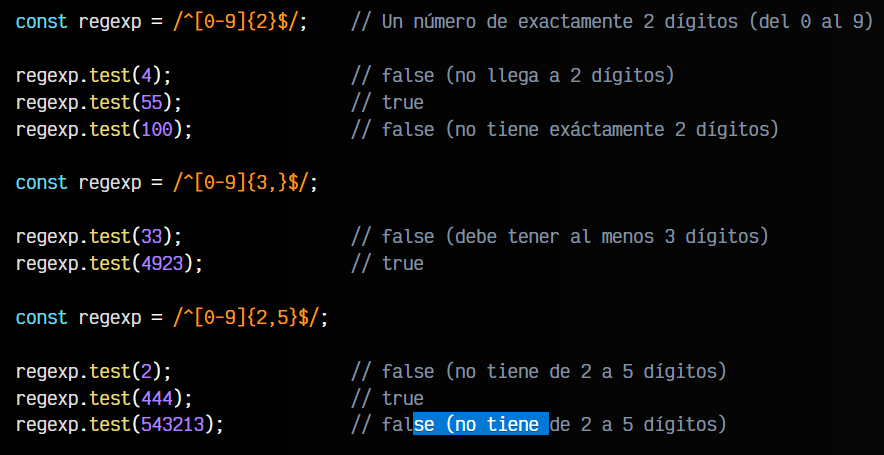 const regexp = /^[0-9]{2}$/;    // Un número de exactamente 2 dígitos (del 0 al 9)
regexp.test(4);                 // false (no llega a 2 dígitos)
regexp.test(55);                // true
regexp.test(100);               // false (no tiene exáctamente 2 dígitos)
const regexp = /^[0-9]{3,}$/;
regexp.test(33);                // false (debe tener al menos 3 dígitos)
regexp.test(4923);              // true
const regexp = /^[0-9]{2,5}$/;
regexp.test(2);                 // false (no tiene de 2 a 5 dígitos)
regexp.test(444);               // true
regexp.test(543213);            // false (no tiene de 2 a 5 dígitos)